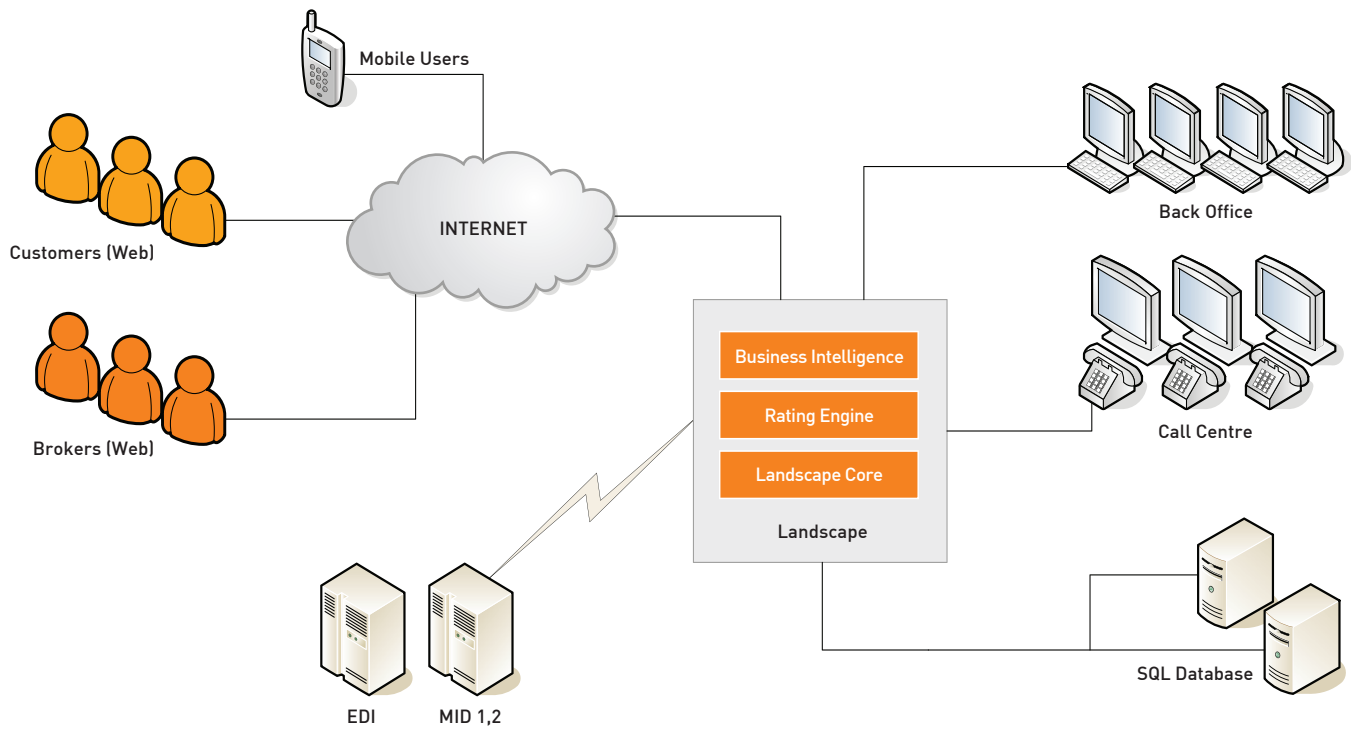 Mobile Users
Customers (Web)
INTERNET
Back Office
Brokers (Web)
Business Intelligence
Rating Engine
Landscape Core
Landscape
Call Centre
EDI
MID 1,2
SQL Database